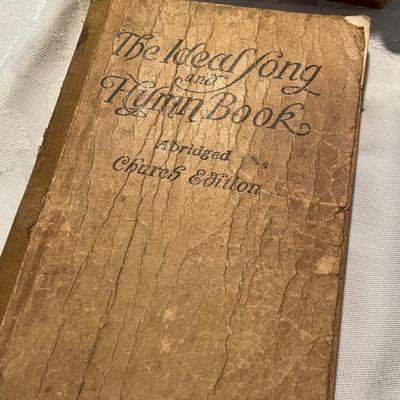 The Ideal Song
and
Hymn Book
Abridged
Church Edition